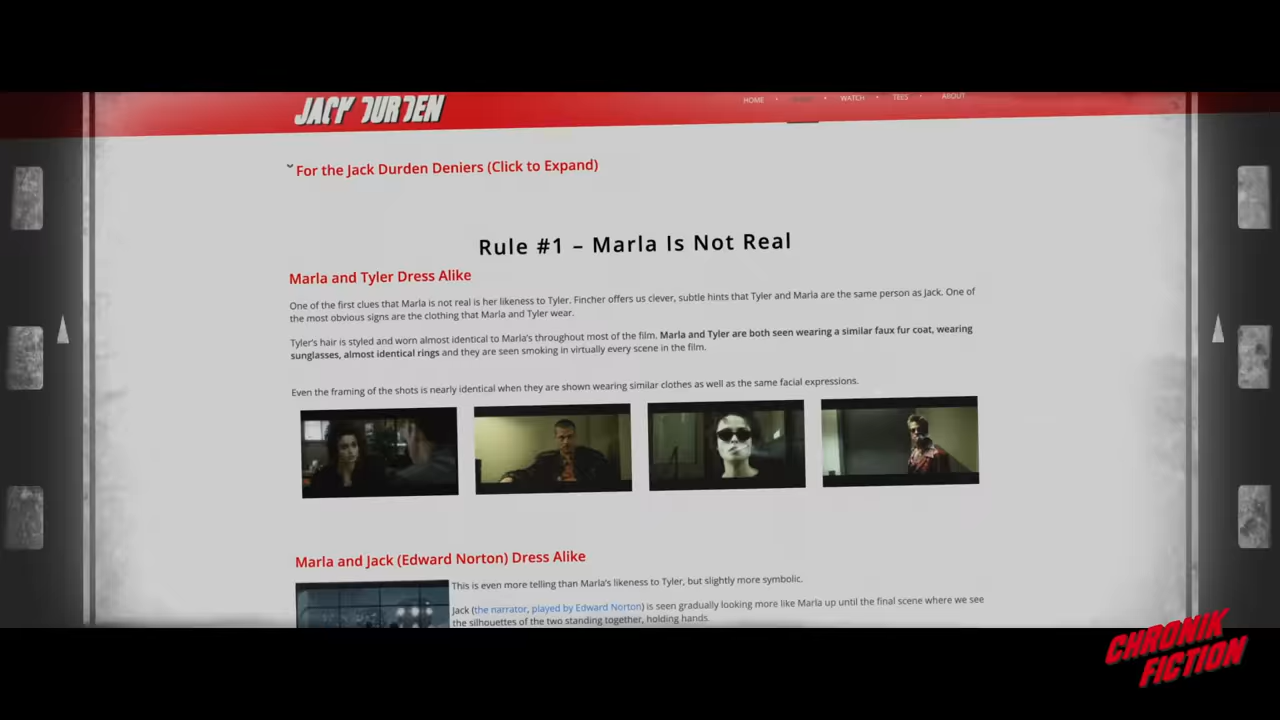 JACK DURDEN
HOME
WATCH
TEES
ABOUT
For the Jack Durden Deniers (Click to Expand)
Rule #1 – Marla Is Not Real
Marla and Tyler Dress Alike
One of the first clues that Marla is not real is her likeness to Tyler. Fincher offers us clever, subtle hints that Tyler and Marla are the same person as Jack. One of
the most obvious signs are the clothing that Marla and Tyler wear.
Tyler's hair is styled and worn almost identical to Marla's throughout most of the film. Marla and Tyler are both seen wearing a similar faux fur coat, wearing
sunglasses, almost identical rings and they are seen smoking in virtually every scene in the film.
Even the framing of the shots is nearly identical when they are shown wearing similar clothes as well as the same facial expressions.
Marla and Jack (Edward Norton) Dress Alike
This is even more telling than Marla's likeness to Tyler, but slightly more symbolic.
Jack (the narrator, played by Edward Norton) is seen gradually looking more like Marla up until the final scene where we see
the silhouettes of the two standing together, holding hands.
CHRONIK
FICTION